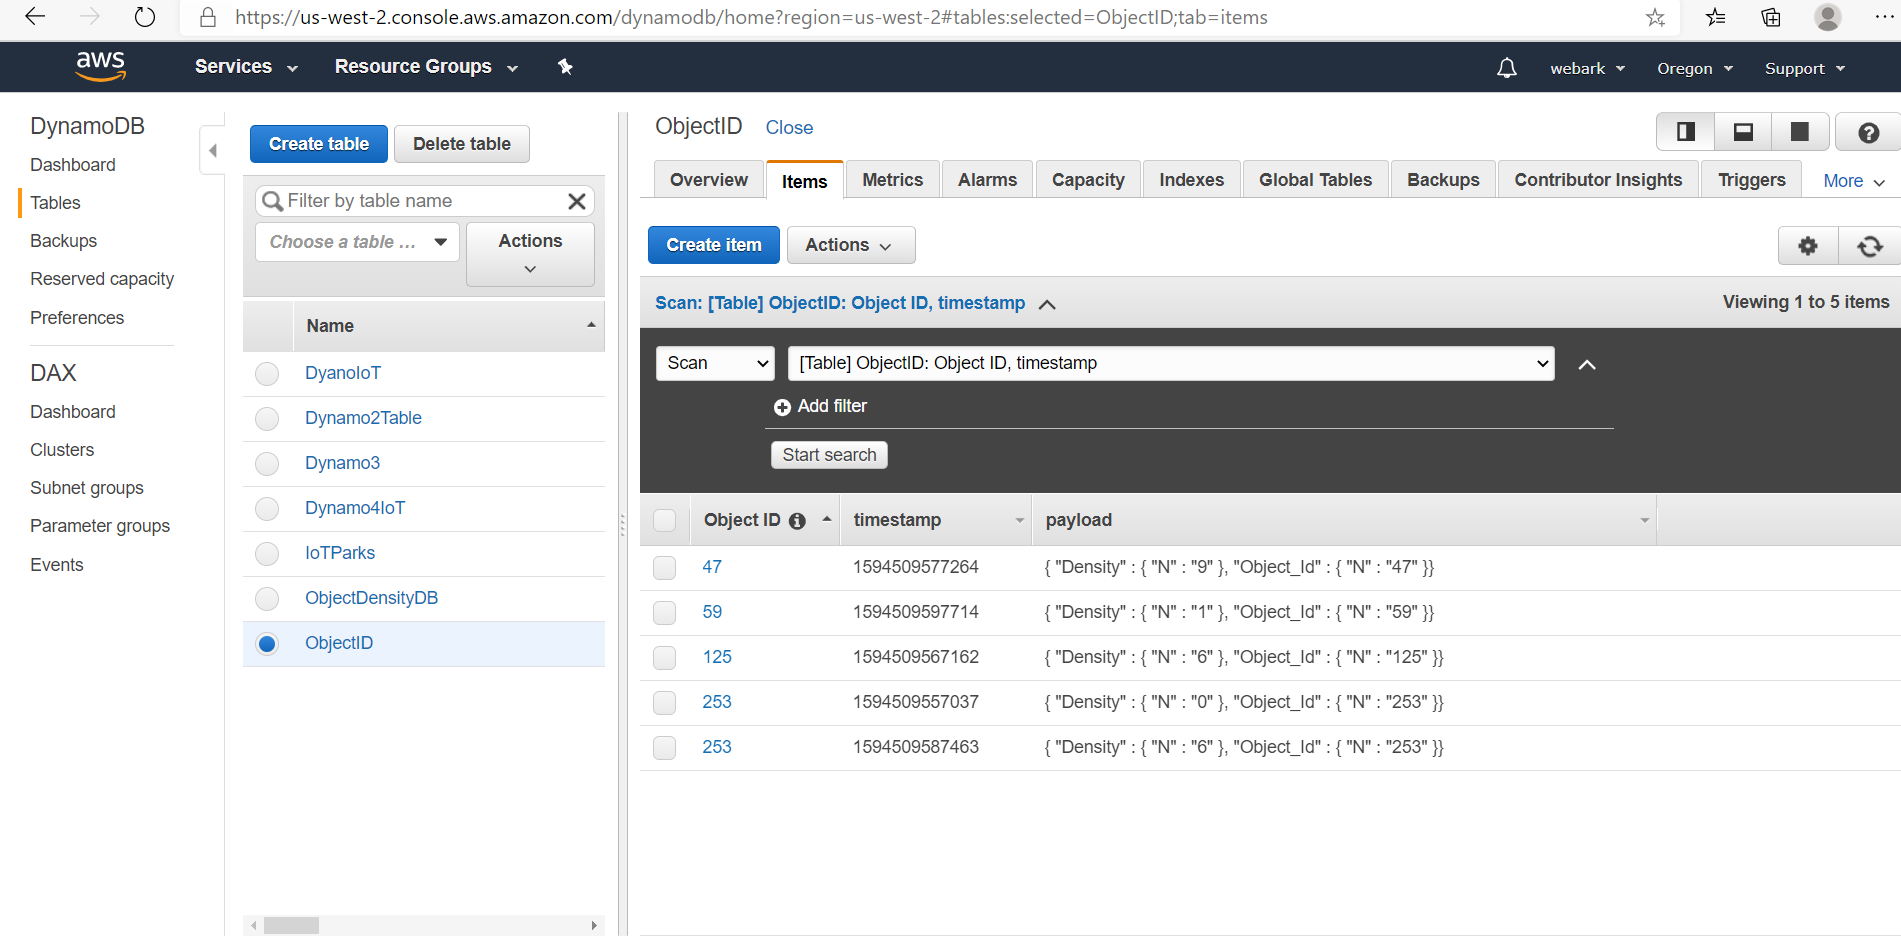 https://us-west-2.console.aws.amazon.com/dynamodb/home?region=us-west-2#tables:selected=ObjectID;tab=items
aws Services Resource Groups webark Oregon Support
DynamoDB
Dashboard
Tables
Backups
Reserved capacity
Preferences
DAX
Dashboard
Clusters
Subnet groups
Parameter groups
Events
Create table Delete table
Filter by table name
Choose a table ... Actions
Name
DyanoIoT
Dynamo2Table
Dynamo3
Dynamo4IoT
IoTParks
ObjectDensityDB
ObjectID
ObjectID Close
Overview Items Metrics Alarms Capacity Indexes Global Tables Backups Contributor Insights Triggers More
Create item Actions
Scan: [Table] ObjectID: Object ID, timestamp Viewing 1 to 5 items
Scan [Table] ObjectID: Object ID, timestamp
Add filter
Start search
Object ID timestamp payload
47 1594509577264 { "Density" : { "N" : "9" }, "Object_Id" : { "N" : "47" }}
59 1594509597714 { "Density" : { "N" : "1" }, "Object_Id" : { "N" : "59" }}
125 1594509567162 { "Density" : { "N" : "6" }, "Object_Id" : { "N" : "125" }}
253 1594509557037 { "Density" : { "N" : "0" }, "Object_Id" : { "N" : "253" }}
253 1594509587463 { "Density" : { "N" : "6" }, "Object_Id" : { "N" : "253" }}